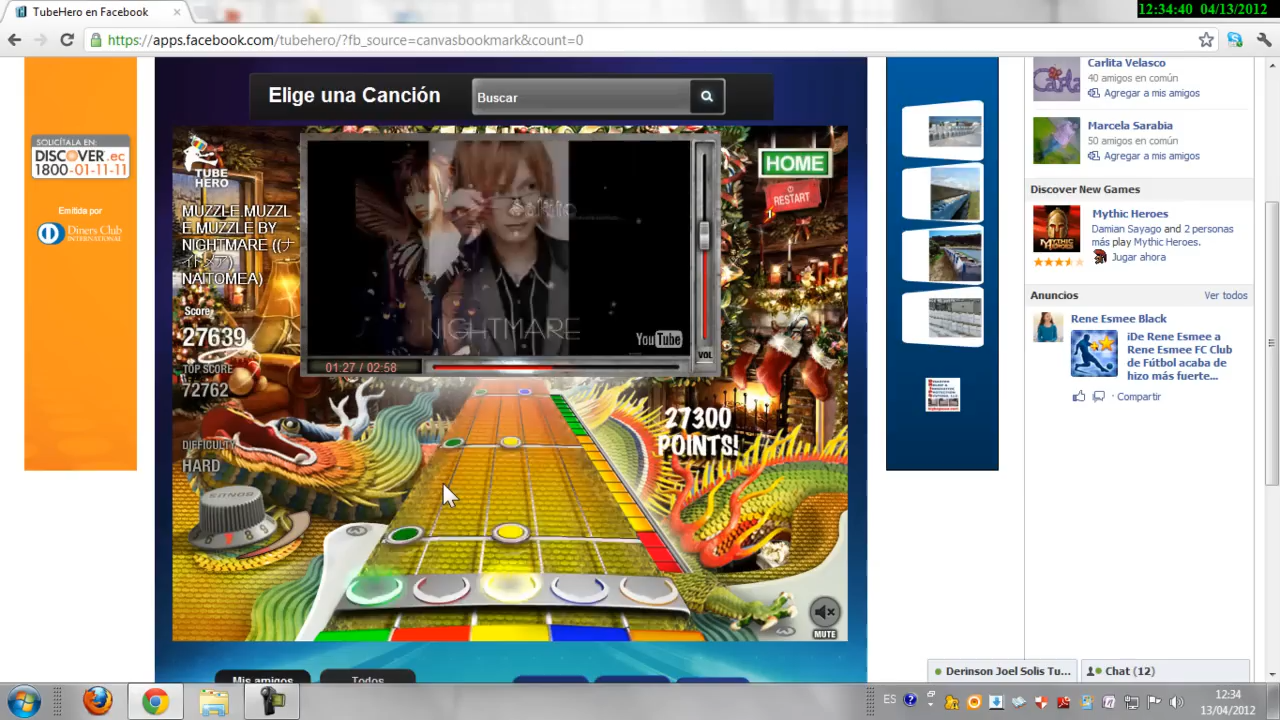 12:34:40 04/13/2012
TubeHero en Facebook
https://apps.facebook.com/tubehero/?fb_source=canvasbookmark&count=0
SOLICÍTALA EN:
DISCOVER.ec
1800-01-11-11
Emitida por
Diners Club
INTERNATIONAL
Elige una Canción
Buscar
TUBE
HERO
MUZZLE.MUZZL
E.MUZZLE BY
NIGHTMARE ((ナ
イトメア)
NAITOMEA)
Score
27639
TOP SCORE
72762
DIFFICULTY
HARD
NIGHTMARE
YouTube
01:27 / 02:58
VOL
HOME
RESTART
27300
POINTS!
MUTE
Mis amigos
Todos
Carlita Velasco
40 amigos en común
Agregar a mis amigos
Marcela Sarabia
50 amigos en común
Agregar a mis amigos
Discover New Games
Mythic Heroes
Damian Sayago and 2 personas
más play Mythic Heroes.
Jugar ahora
Anuncios
Ver todos
Rene Esmee Black
iDe Rene Esmee a
Rene Esmee FC Club
de Fútbol acaba de
hizo más fuerte...
· Compartir
Derinson Joel Solis Tu...
Chat (12)
ES
12:34
13/04/2012